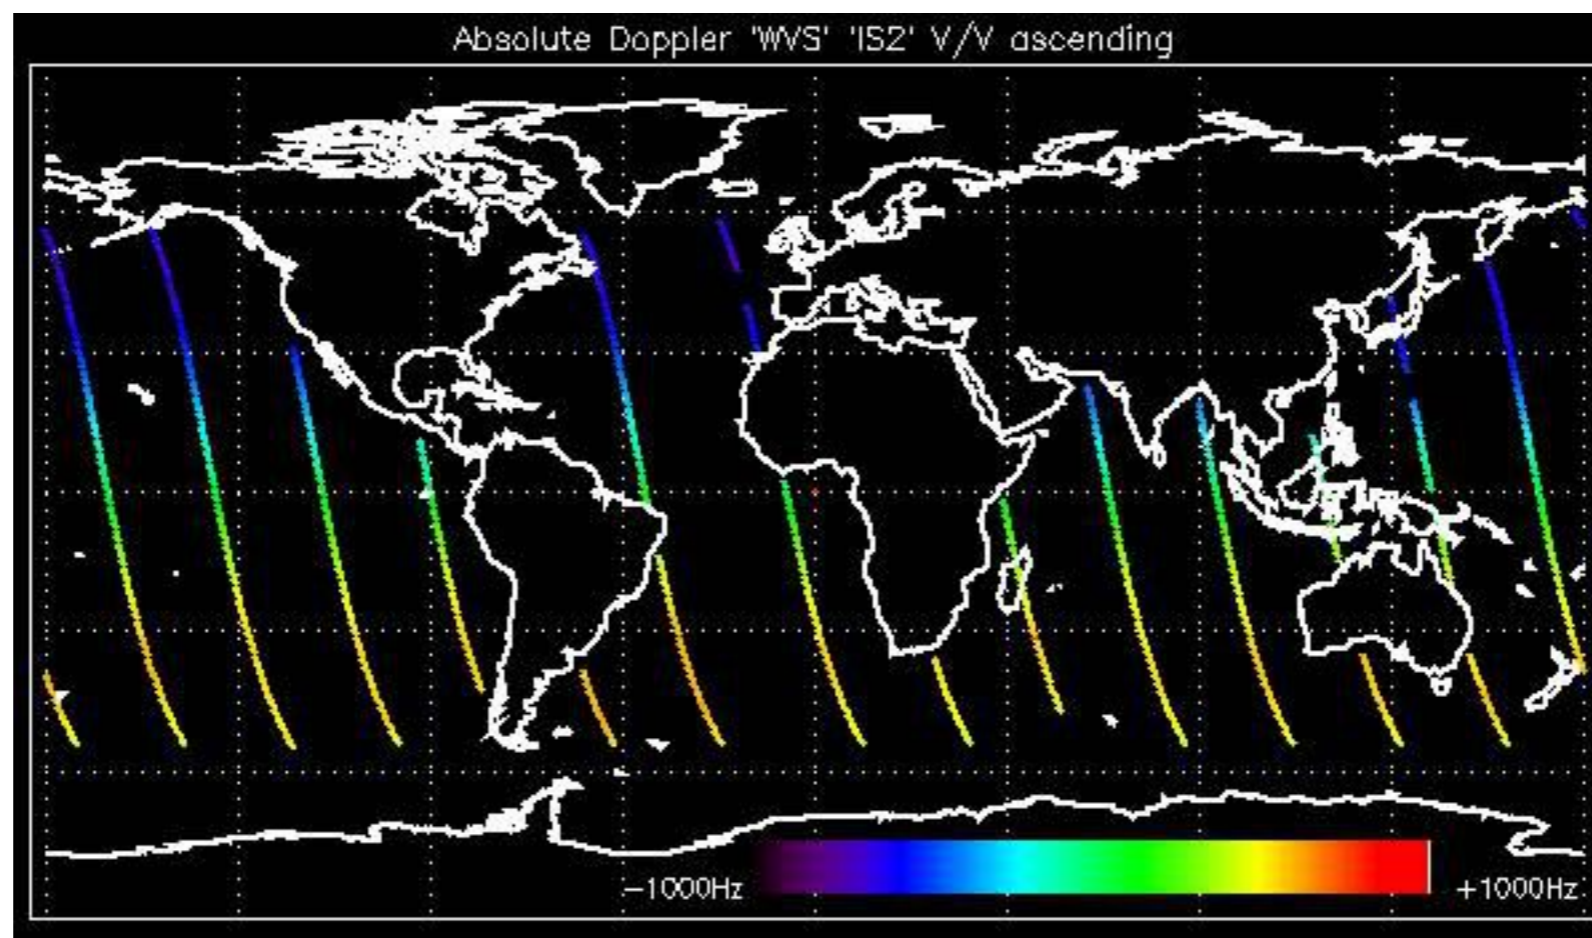 Absolute Doppler 'WVS' 'IS2' V/V ascending
−1000Hz +1000Hz